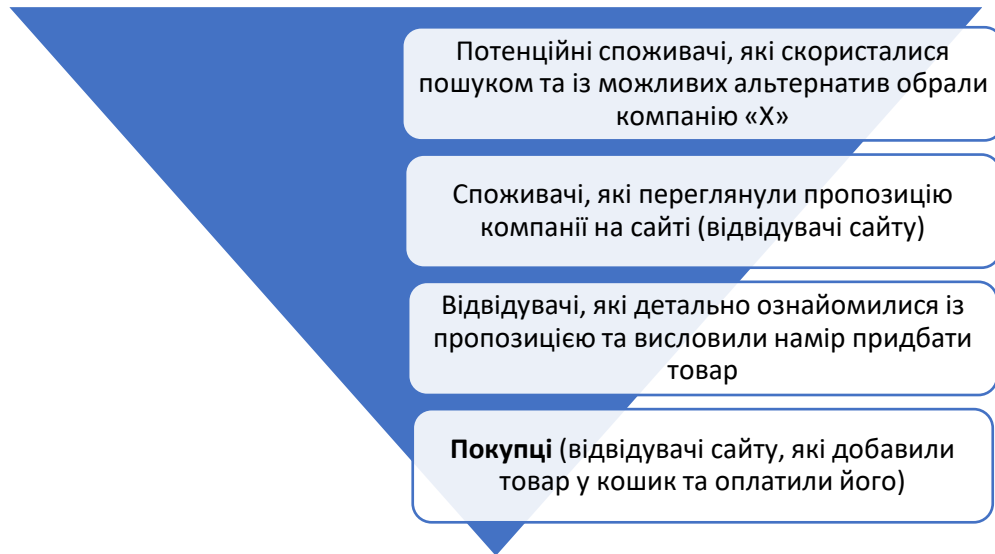 Потенційні споживачі, які скористалися
пошуком та із можливих альтернатив обрали
компанію «Х»
Споживачі, які переглянули пропозицію
компанії на сайті (відвідувачі сайту)
Відвідувачі, які детально ознайомилися із
пропозицією та висловили намір придбати
товар
Покупці (відвідувачі сайту, які добавили
товар у кошик та оплатили його)